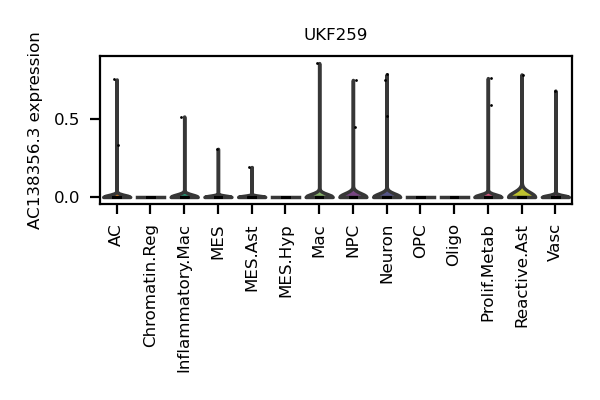 UKF259
AC138356.3 expression
0.5
0.0
AC
Chromatin.Reg
Inflammatory.Mac
MES
MES.Ast
MES.Hyp
Mac
NPC
Neuron
OPC
Oligo
Prolif.Metab
Reactive.Ast
Vasc